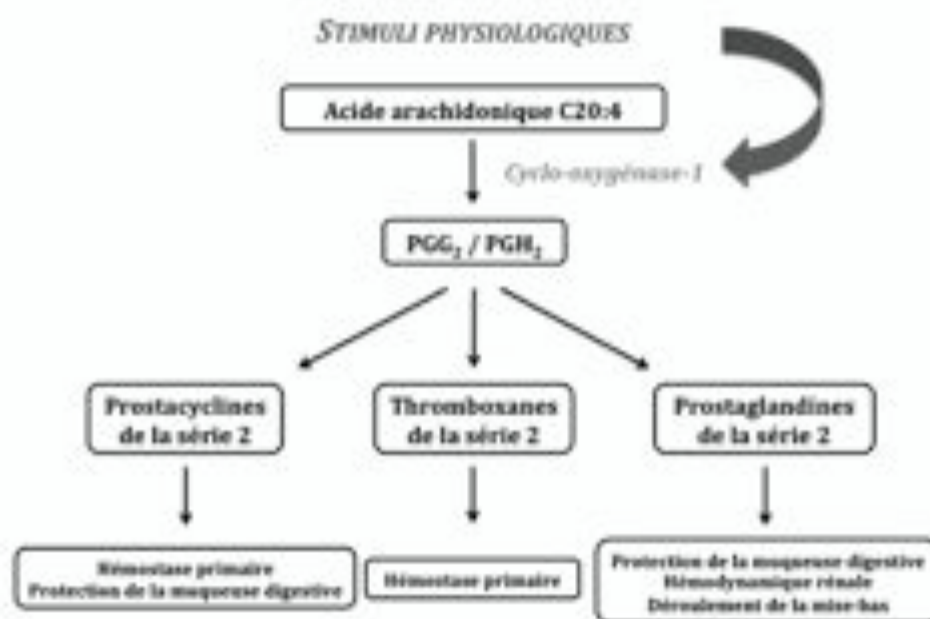 STIMULI PHYSIOLOGIQUES
Acide arachidonique C20:4
Cyclo-oxygénase-1
PGG₂ / PGH₂
Prostacyclines
de la série 2
Thromboxanes
de la série 2
Prostaglandines
de la série 2
Hémostase primaire
Protection de la muqueuse digestive
Hémostase primaire
Protection de la muqueuse digestive
Hémodynamique rénale
Déroulement de la mise-bas